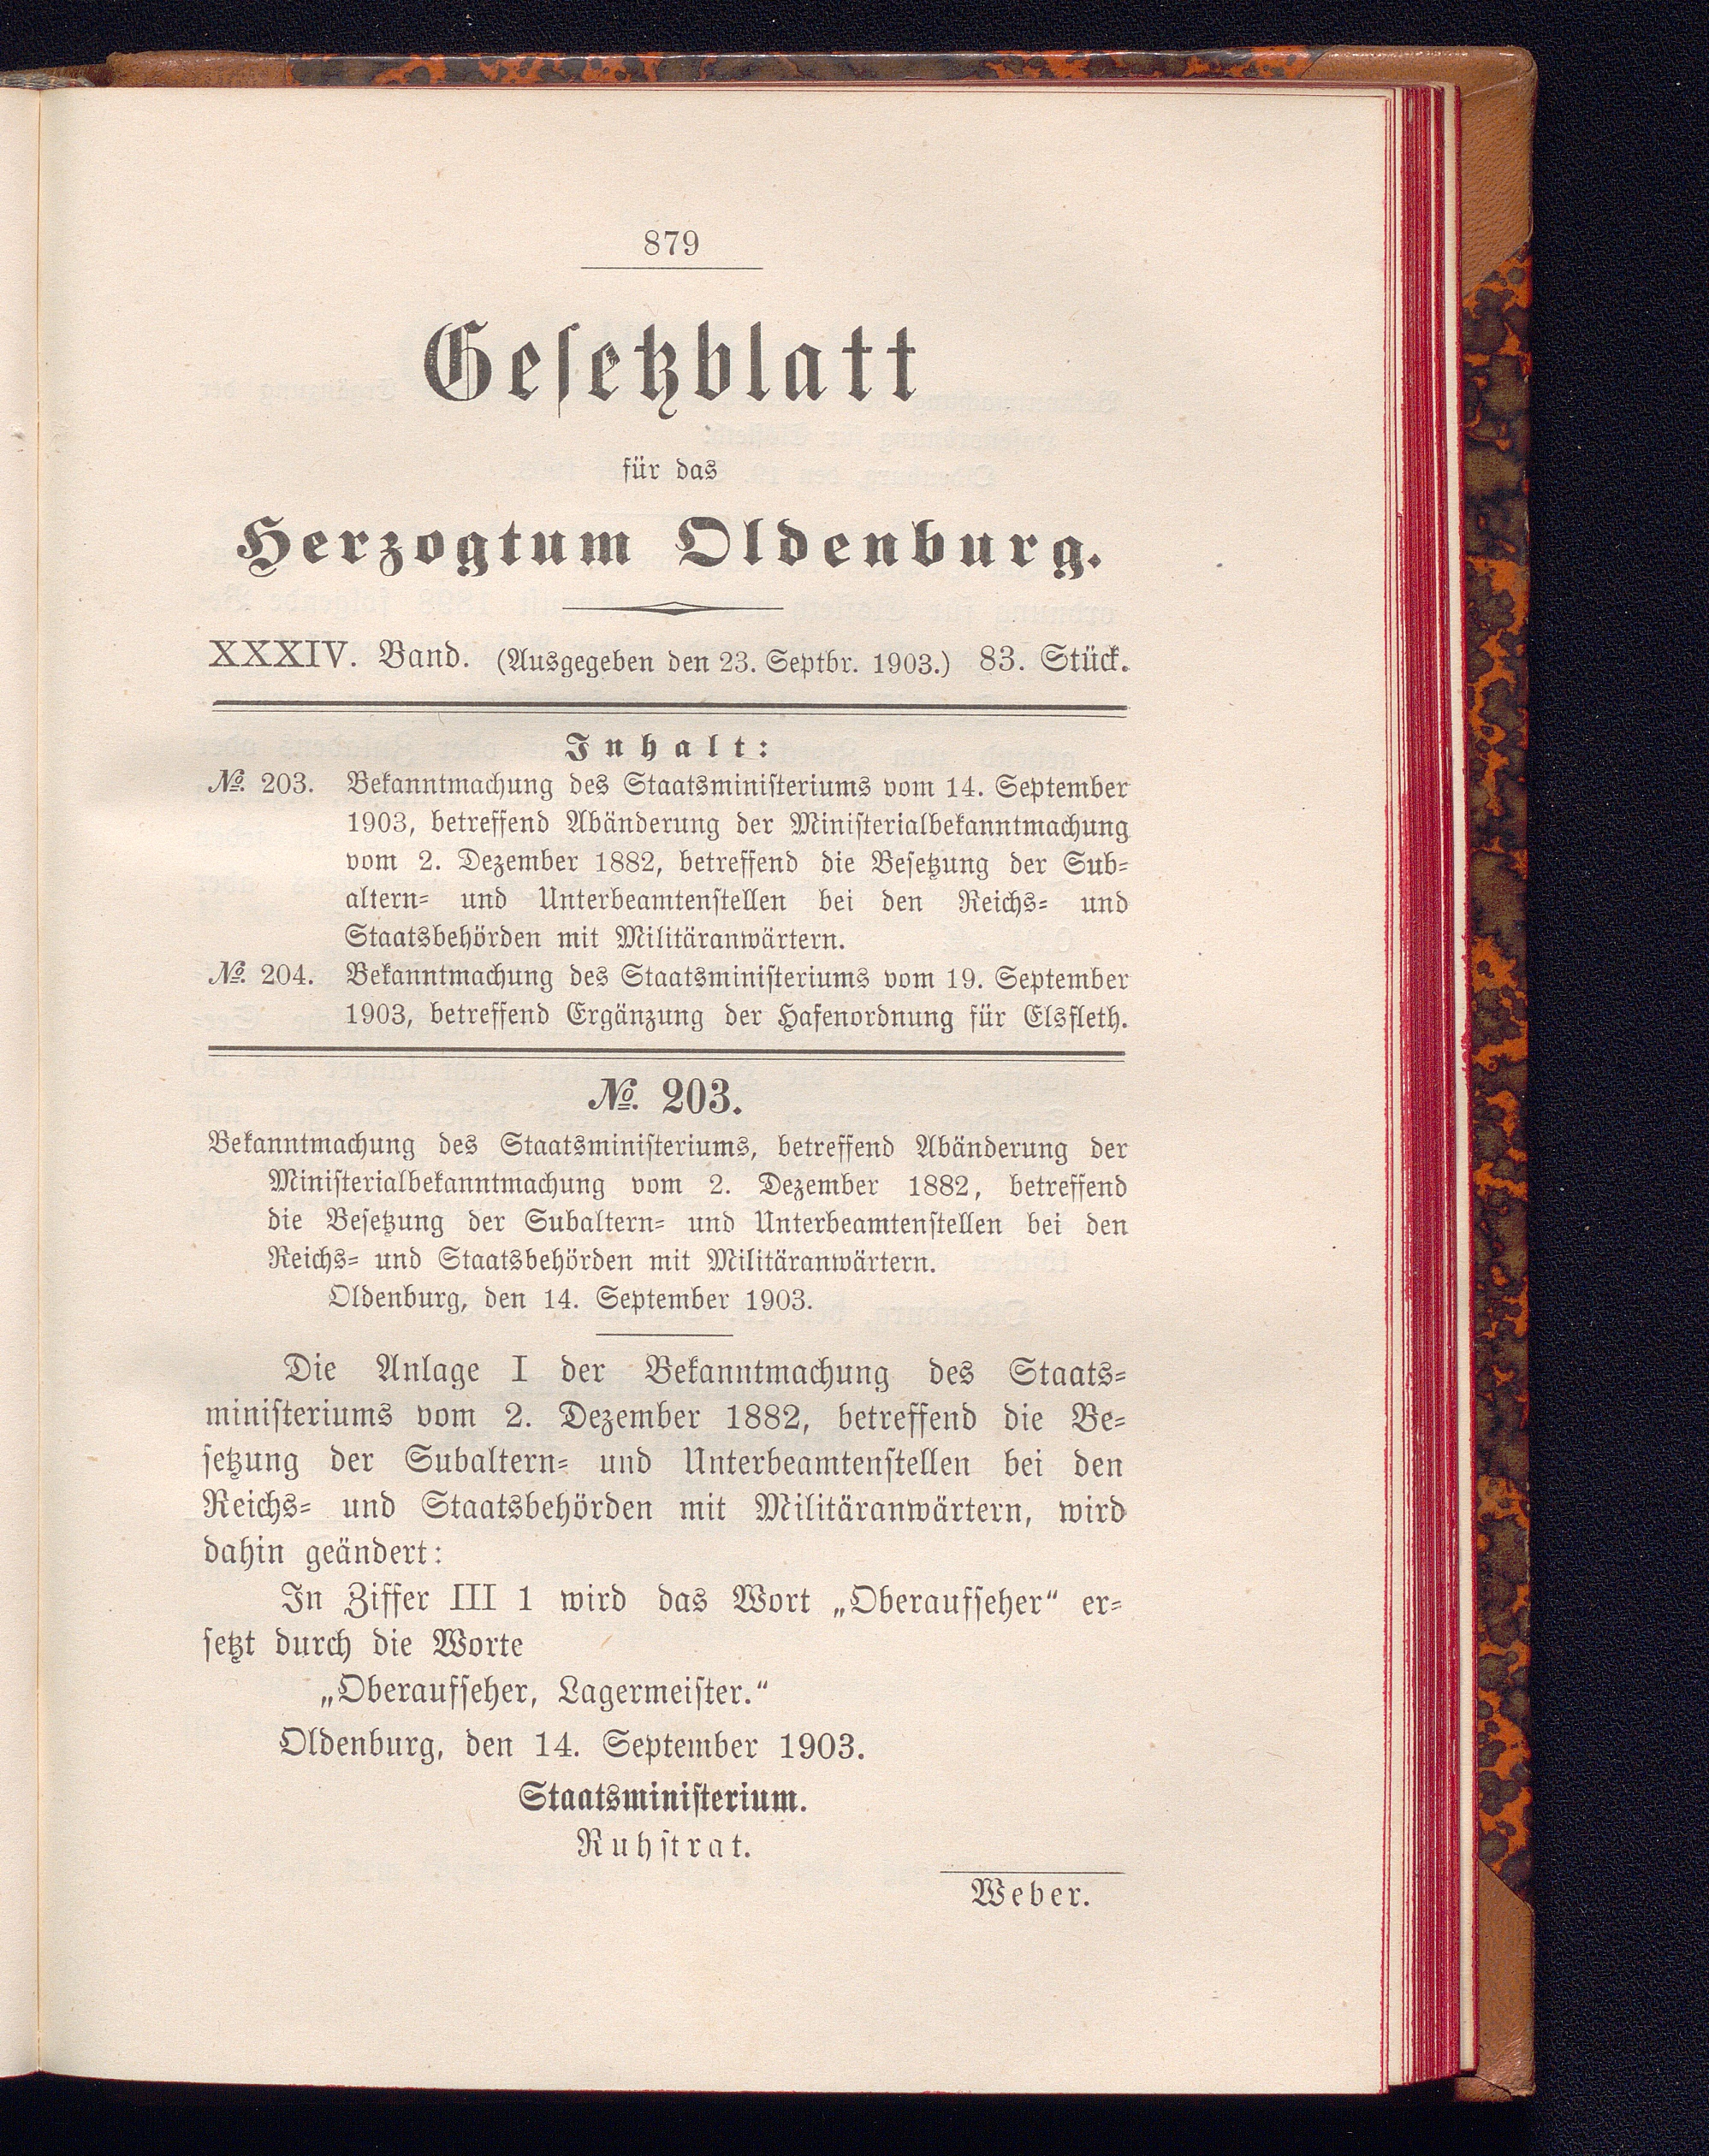 879
Gesetzblatt
für das
Herzogtum Oldenburg.
XXXIV. Band. (Ausgegeben den 23. Septbr. 1903.) 83. Stück.
Inhalt:
№. 203. Bekanntmachung des Staatsministeriums vom 14. September
1903, betreffend Abänderung der Ministerialbekanntmachung
vom 2. Dezember 1882, betreffend die Besetzung der Sub-
altern- und Unterbeamtenstellen bei den Reichs- und
Staatsbehörden mit Militäranwärtern.
№. 204. Bekanntmachung des Staatsministeriums vom 19. September
1903, betreffend Ergänzung der Hafenordnung für Elsfleth.
№. 203.
Bekanntmachung des Staatsministeriums, betreffend Abänderung der
Ministerialbekanntmachung vom 2. Dezember 1882, betreffend
die Besetzung der Subaltern- und Unterbeamtenstellen bei den
Reichs- und Staatsbehörden mit Militäranwärtern.
Oldenburg, den 14. September 1903.
Die Anlage I der Bekanntmachung des Staats-
ministeriums vom 2. Dezember 1882, betreffend die Be-
setzung der Subaltern- und Unterbeamtenstellen bei den
Reichs- und Staatsbehörden mit Militäranwärtern, wird
dahin geändert:
In Ziffer III 1 wird das Wort „Oberaufseher“ er-
setzt durch die Worte
„Oberaufseher, Lagermeister.“
Oldenburg, den 14. September 1903.
Staatsministerium.
Ruhstrat.
Weber.